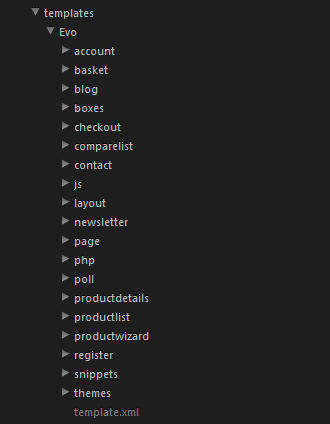 templates
Evo
account
basket
blog
boxes
checkout
comparelist
contact
js
layout
newsletter
page
php
poll
productdetails
productlist
productwizard
register
snippets
themes
template.xml